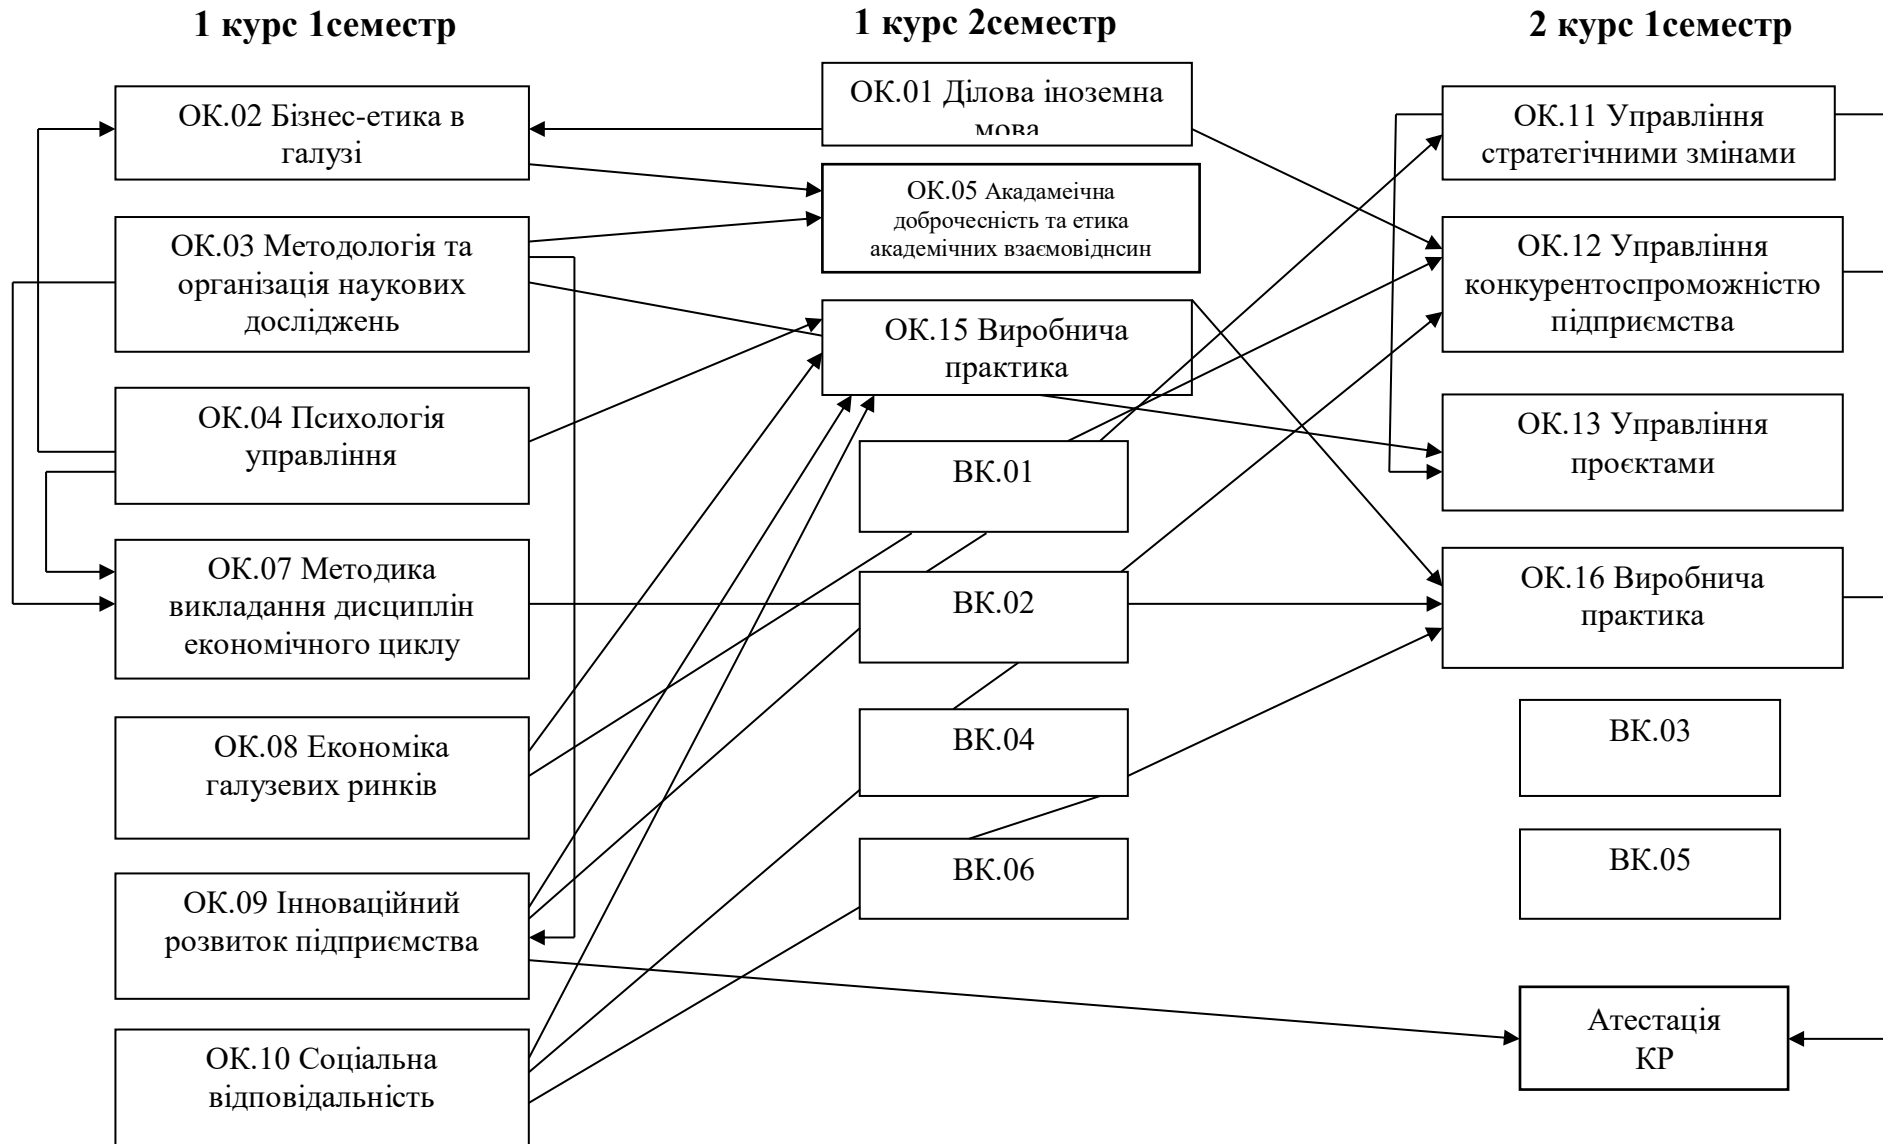 1 курс 1семестр
ОК.02 Бізнес-етика в
галузі
ОК.03 Методологія та
організація наукових
досліджень
ОК.04 Психологія
управління
ОК.07 Методика
викладання дисциплін
економічного циклу
ОК.08 Економіка
галузевих ринків
ОК.09 Інноваційний
розвиток підприємства
ОК.10 Соціальна
відповідальність
1 курс 2семестр
ОК.01 Ділова іноземна
мова
ОК.05 Акадамеічна
доброчесність та етика
академічних взаємовіднсин
ОК.15 Виробнича
практика
ВК.01
ВК.02
ВК.04
ВК.06
2 курс 1семестр
ОК.11 Управління
стратегічними змінами
ОК.12 Управління
конкурентоспроможністю
підприємства
ОК.13 Управління
проєктами
ОК.16 Виробнича
практика
ВК.03
ВК.05
Атестація
КР